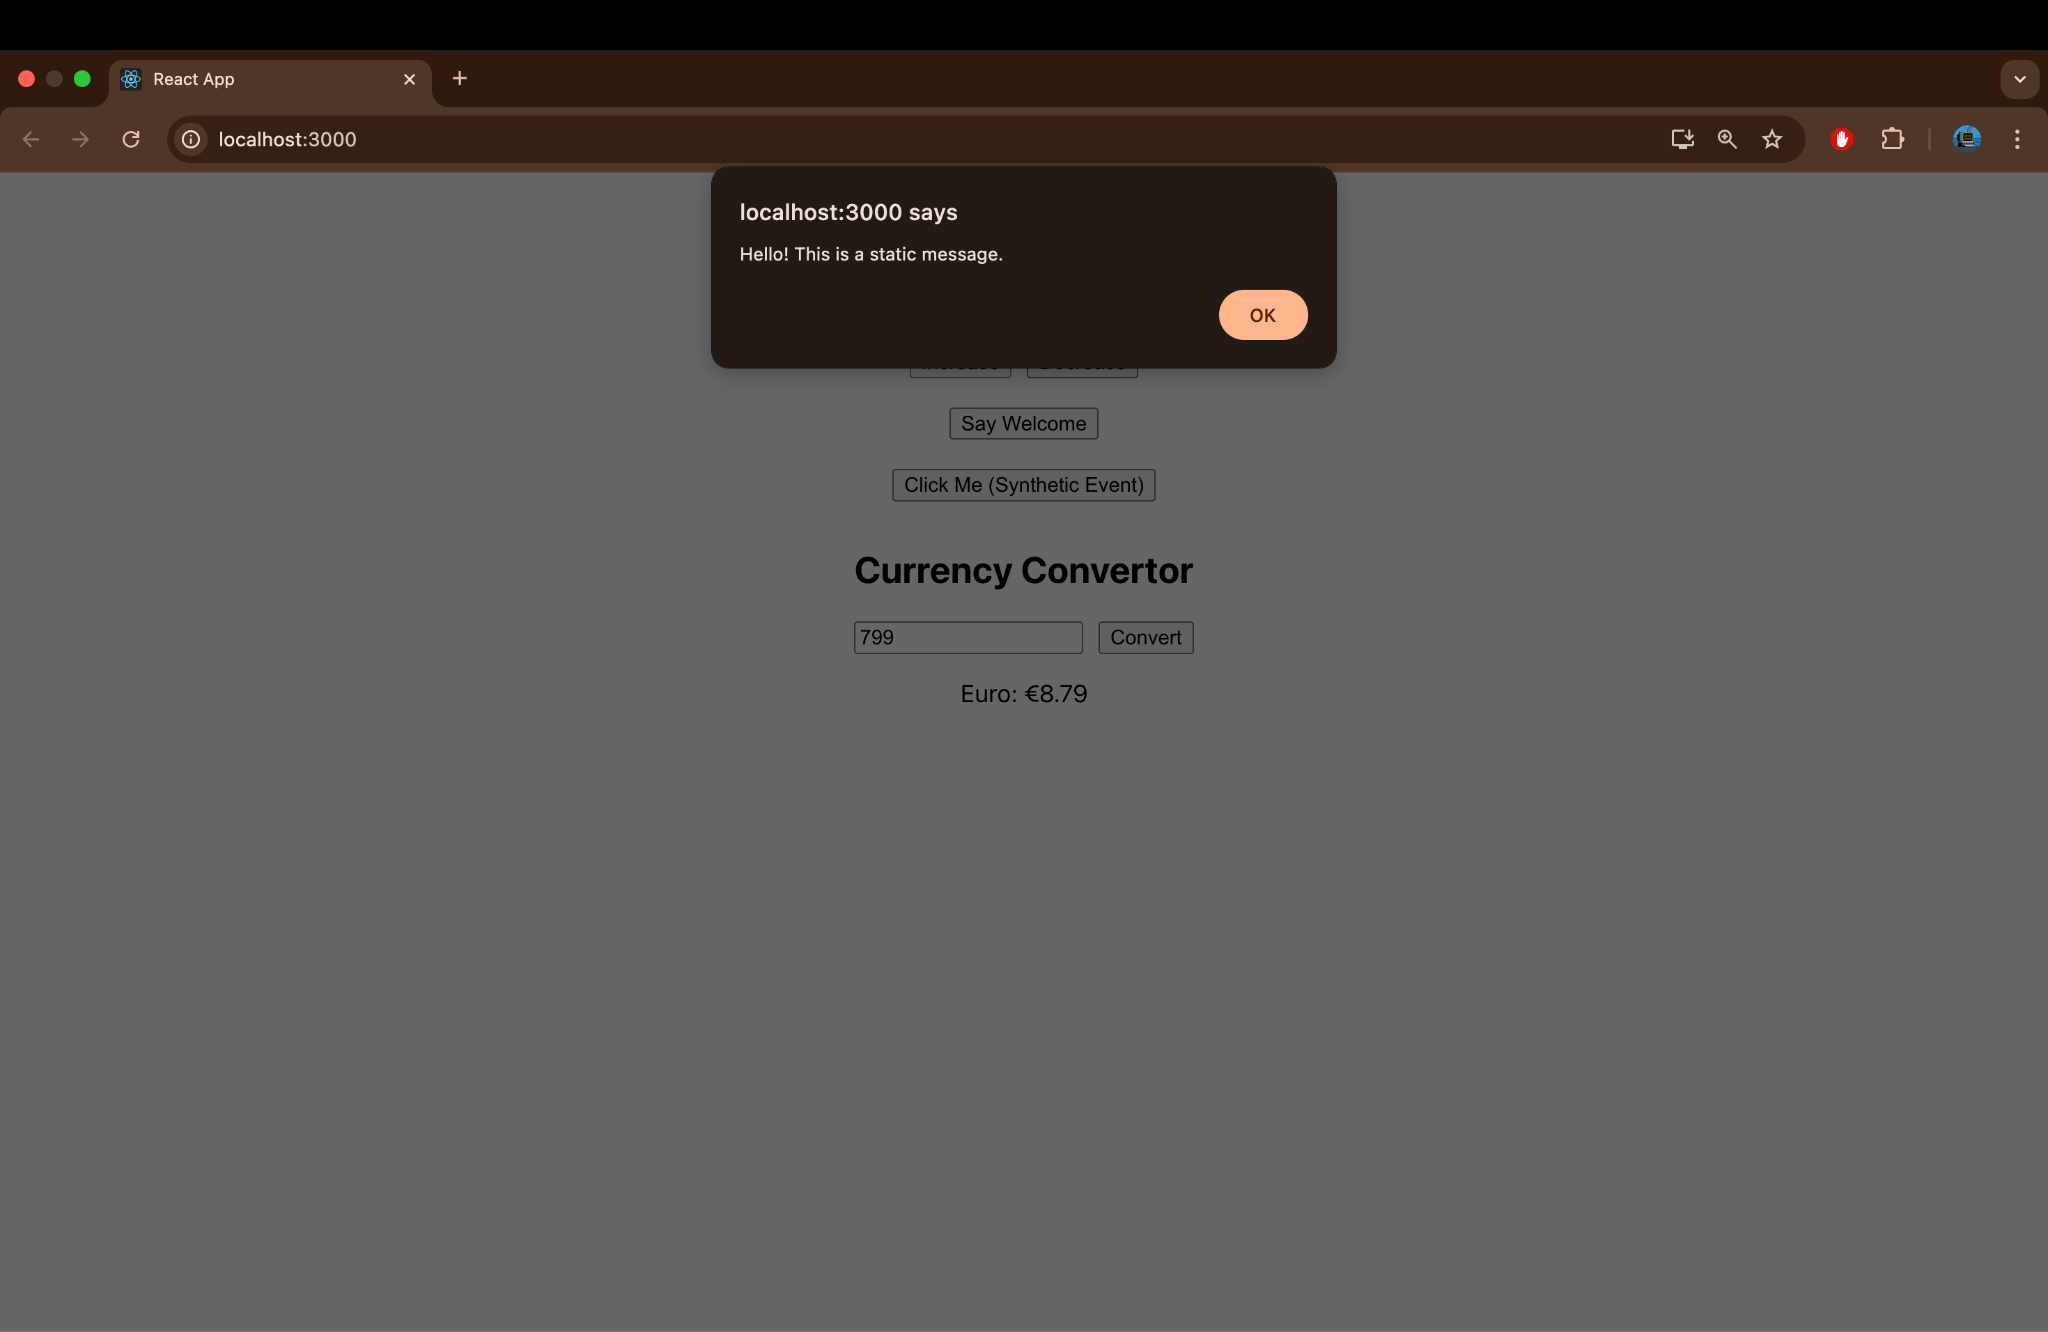 React App
localhost:3000
localhost:3000 says
Hello! This is a static message.
OK
Say Welcome
Click Me (Synthetic Event)
Currency Convertor
799 Convert
Euro: €8.79